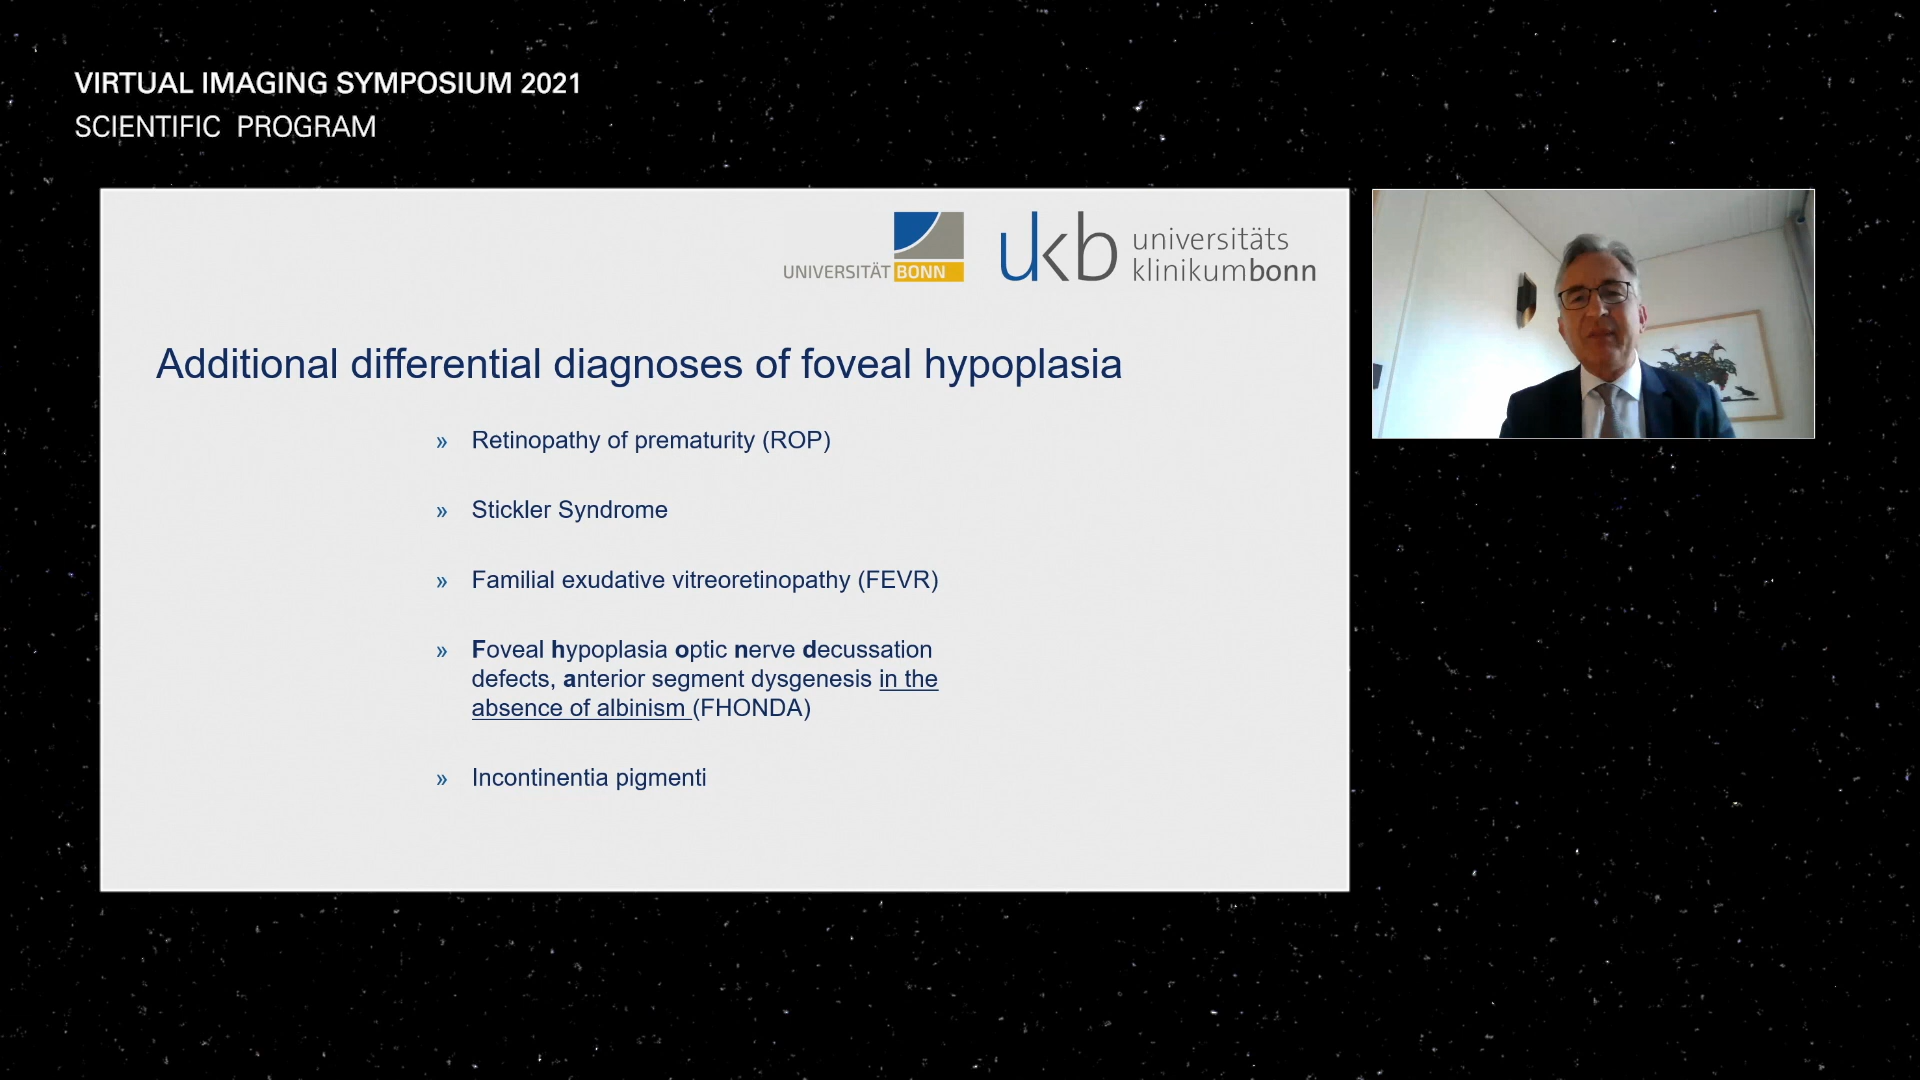 VIRTUAL IMAGING SYMPOSIUM 2021
SCIENTIFIC PROGRAM
UNIVERSITÄT BONN
ukb universitäts
klinikumbonn
Additional differential diagnoses of foveal hypoplasia
» Retinopathy of prematurity (ROP)
» Stickler Syndrome
» Familial exudative vitreoretinopathy (FEVR)
» Foveal hypoplasia optic nerve decussation
defects, anterior segment dysgenesis in the
absence of albinism (FHONDA)
» Incontinentia pigmenti